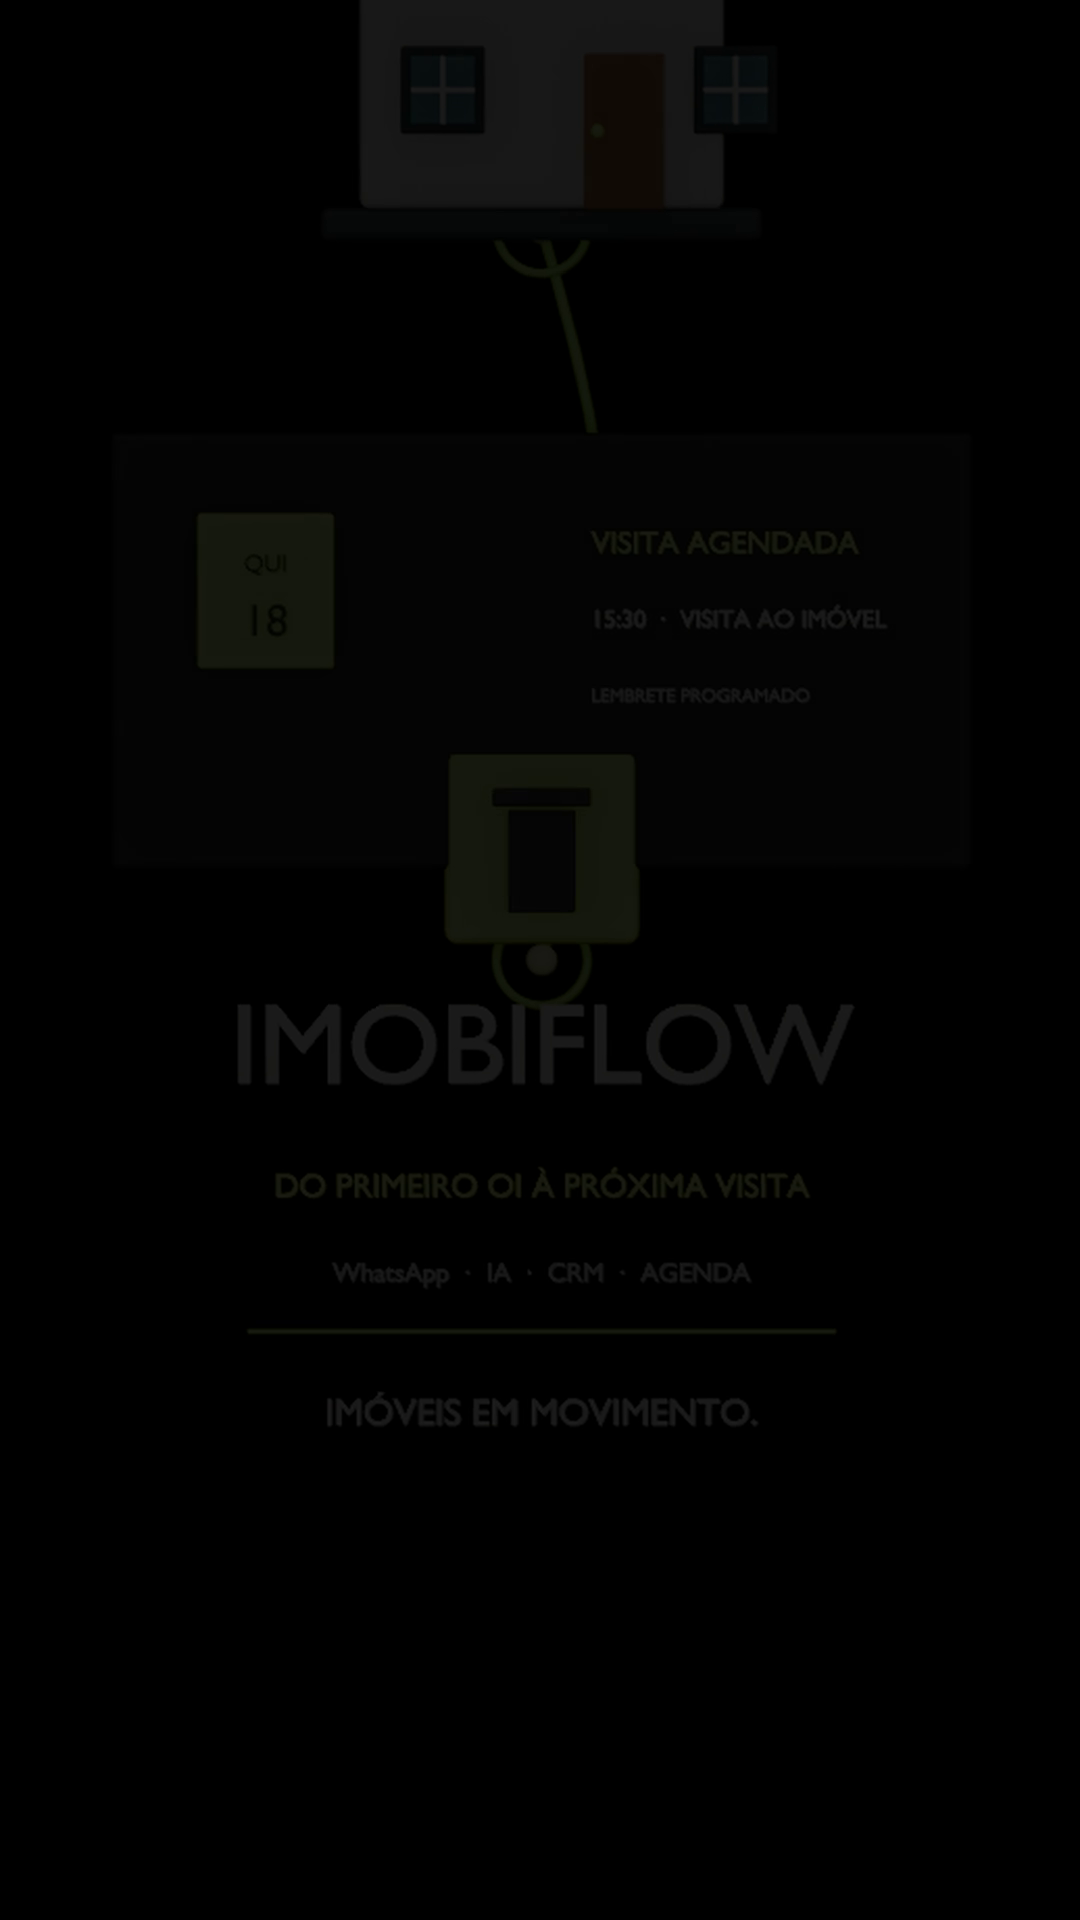 QUI
18
VISITA AGENDADA
15:30 · VISITA AO IMÓVEL
LEMBRETE PROGRAMADO
IMOBIFLOW
DO PRIMEIRO OI À PRÓXIMA VISITA
WhatsApp · IA · CRM · AGENDA
IMÓVEIS EM MOVIMENTO.